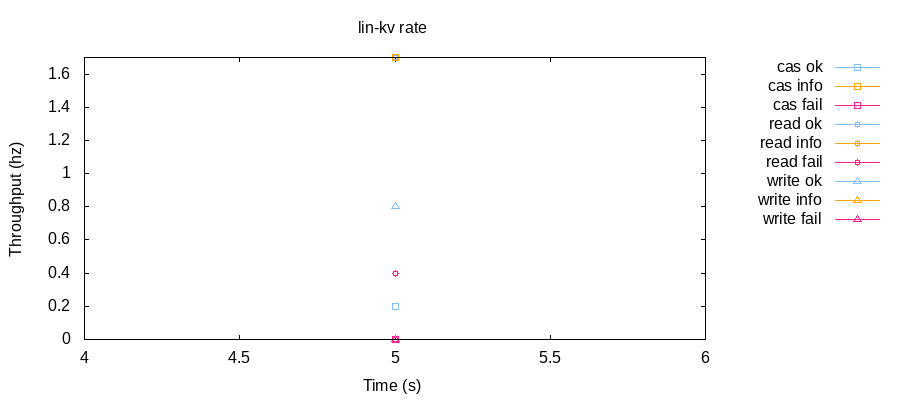 lin-kv rate
Throughput (hz)
1.6
1.4
1.2
1
0.8
0.6
0.4
0.2
0
4
4.5
5
5.5
6
Time (s)
cas ok
cas info
cas fail
read ok
read info
read fail
write ok
write info
write fail